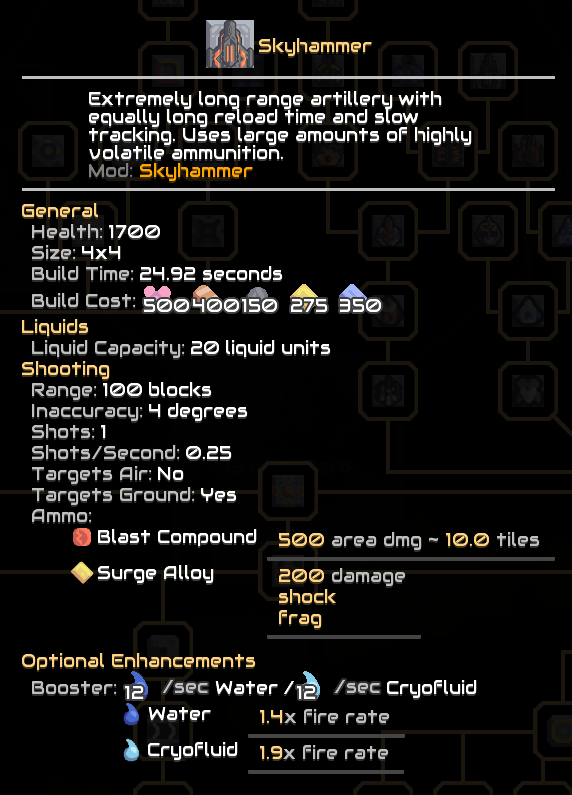 Skyhammer
Extremely long range artillery with
equally long reload time and slow
tracking. Uses large amounts of highly
volatile ammunition.
Mod: Skyhammer
General
Health: 1700
Size: 4x4
Build Time: 24.92 seconds
Build Cost: 500 400 150 275 350
Liquids
Liquid Capacity: 20 liquid units
Shooting
Range: 100 blocks
Inaccuracy: 4 degrees
Shots: 1
Shots/Second: 0.25
Targets Air: No
Targets Ground: Yes
Ammo:
Blast Compound 500 area dmg ~ 10.0 tiles
Surge Alloy 200 damage
shock
frag
Optional Enhancements
Booster: 12 /sec Water / 12 /sec Cryofluid
Water 1.4x fire rate
Cryofluid 1.9x fire rate